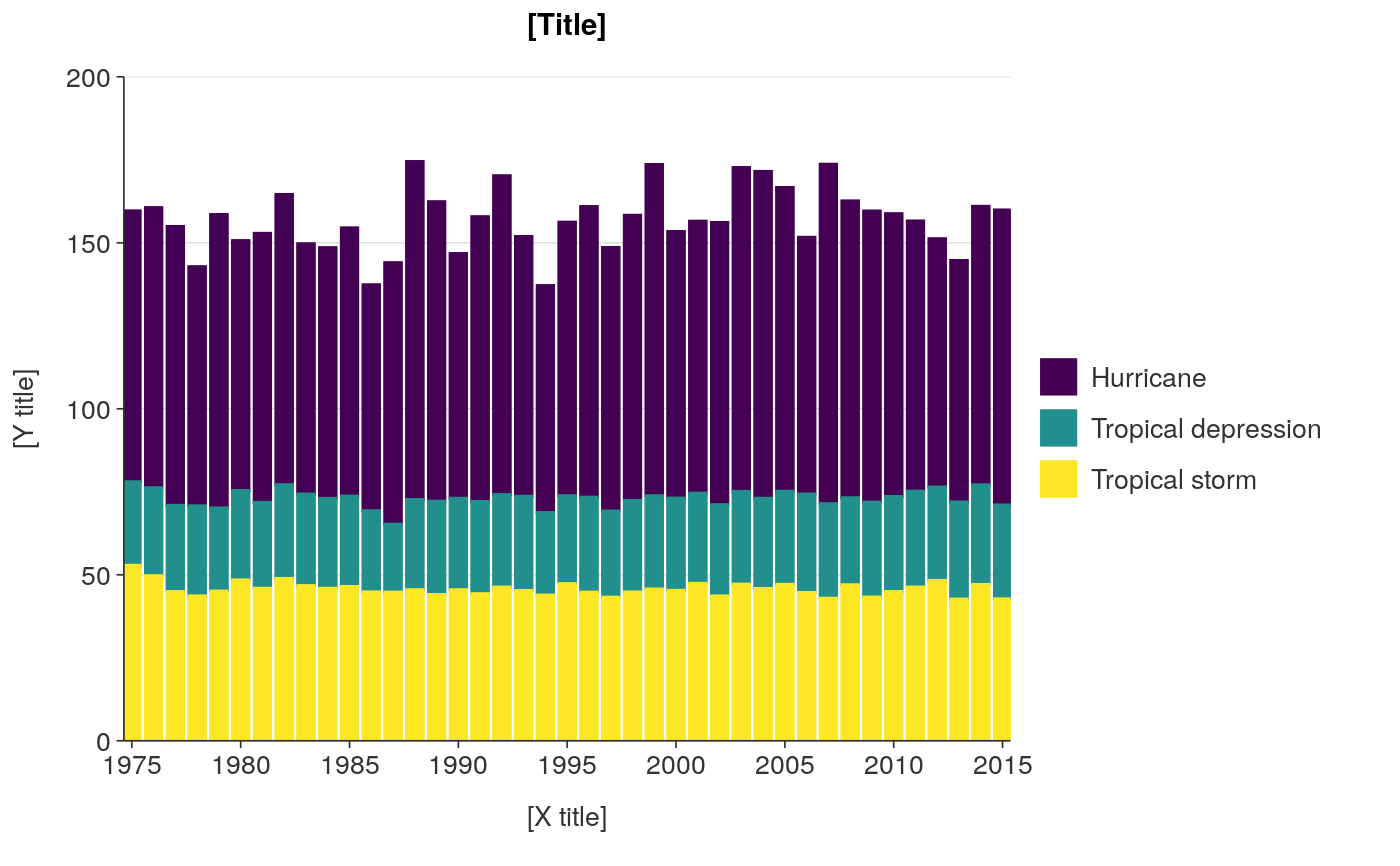 [Title]
200
150
100
50
0
[Y title]
1975 1980 1985 1990 1995 2000 2005 2010 2015
[X title]
Hurricane
Tropical depression
Tropical storm